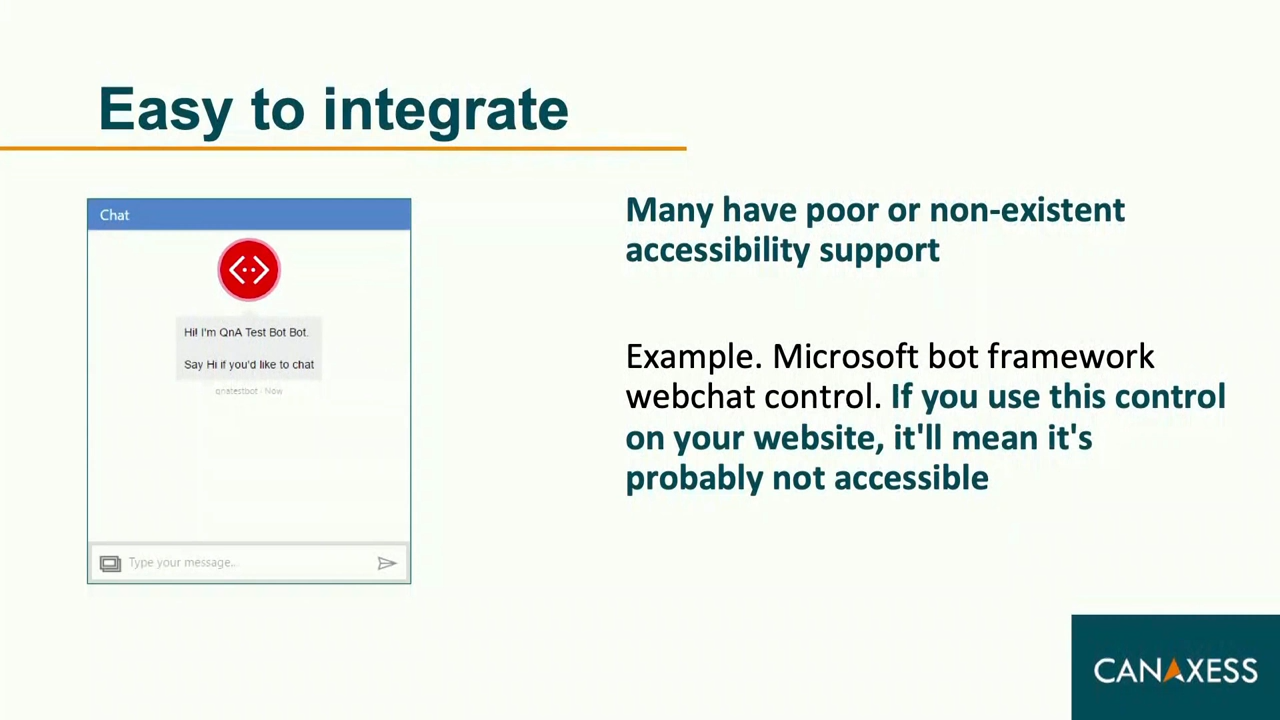 Easy to integrate
Chat
Hi! I'm QnA Test Bot Bot.
Say Hi if you'd like to chat
qnatestbot · Now
Type your message..
Many have poor or non-existent
accessibility support
Example. Microsoft bot framework
webchat control. If you use this control
on your website, it'll mean it's
probably not accessible
CANAXESS